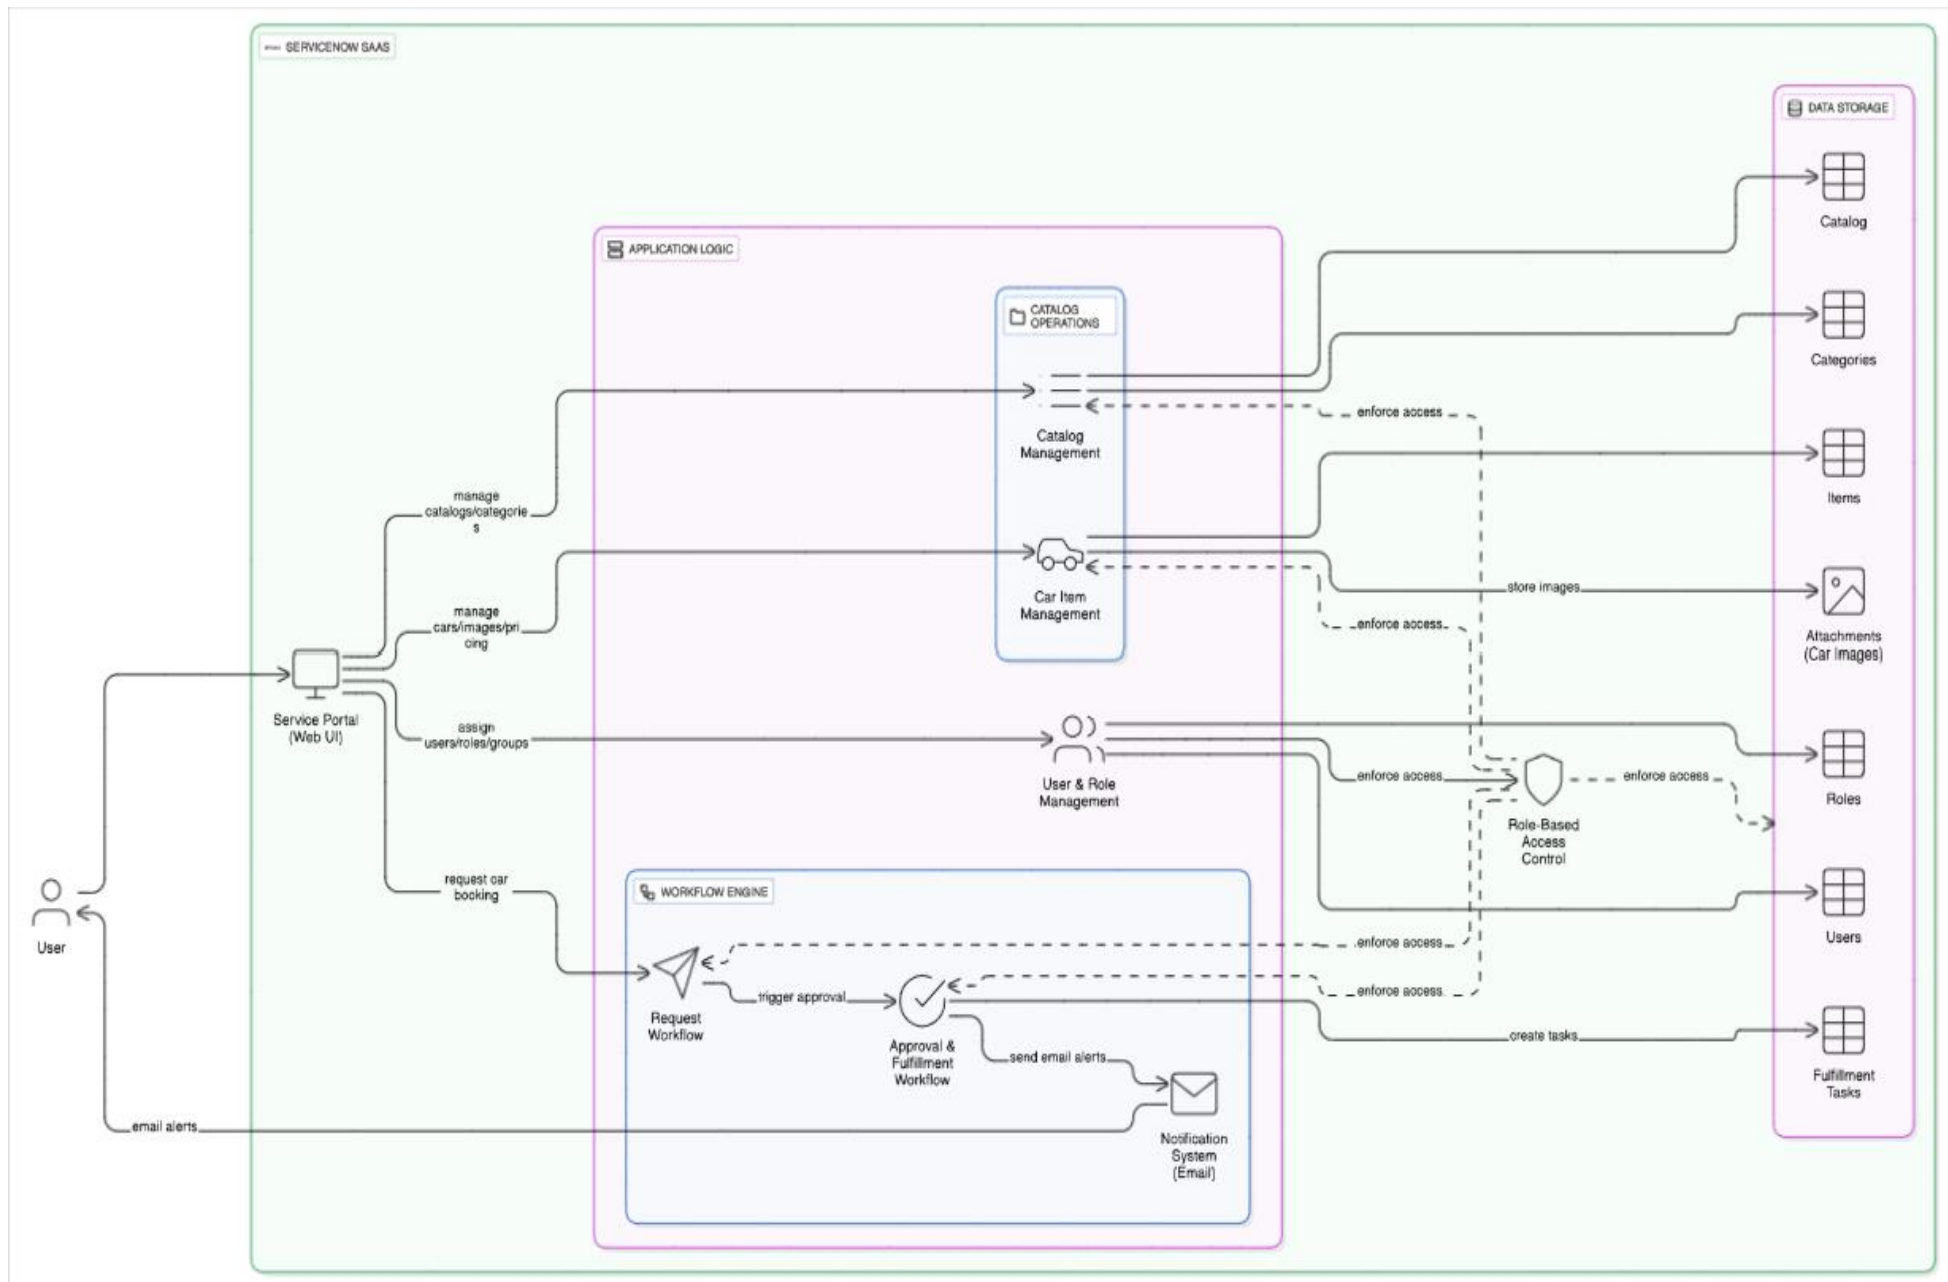 SERVICENOW SAAS
DATA STORAGE
Catalog
APPLICATION LOGIC
CATALOG
OPERATIONS
Categories
enforce access
Catalog
Management
Items
manage
catalogs/categorie
s
store images
Car Item
Management
manage
cars/images/pri
cing
enforce access
Attachments
(Car Images)
Service Portal
(Web UI)
assign
users/roles/groups
User & Role
Management
enforce access
enforce access
Roles
Role-Based
Access
Control
request car
booking
WORKFLOW ENGINE
User
enforce access
Users
trigger approval
enforce access
Request
Workflow
Approval &
Fulfillment
Workflow
send email alerts
create tasks
Fulfillment
Tasks
email alerts
Notification
System
(Email)